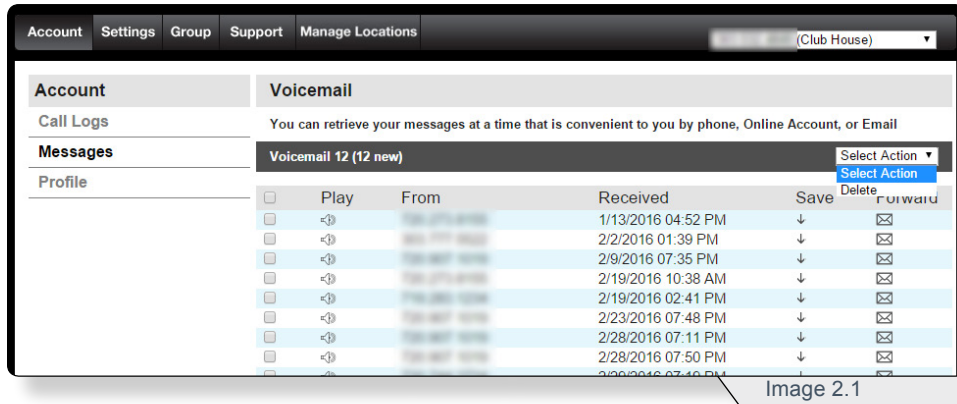 Account Settings Group Support Manage Locations
(Club House)
Account
Call Logs
Messages
Profile
Voicemail
You can retrieve your messages at a time that is convenient to you by phone, Online Account, or Email
Voicemail 12 (12 new)
Select Action
Select Action
Delete
Play From Received Save Forward
1/13/2016 04:52 PM
2/2/2016 01:39 PM
2/9/2016 07:35 PM
2/19/2016 10:38 AM
2/19/2016 02:41 PM
2/23/2016 07:48 PM
2/28/2016 07:11 PM
2/28/2016 07:50 PM
Image 2.1